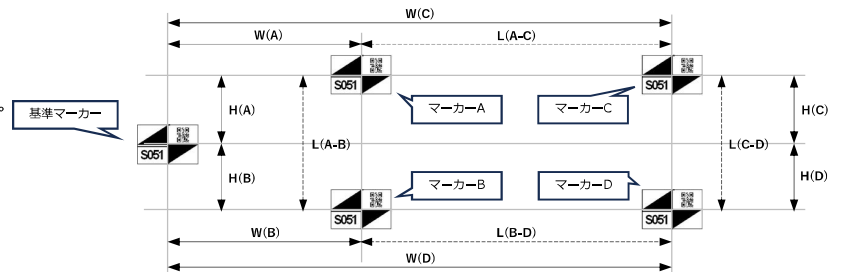 W(C)
W(A)
L(A-C)
S051
S051
。
基準マーカー
H(A)
マーカーA
マーカーC
H(C)
S051
L(A-B)
L(C-D)
H(B)
マーカーB
マーカーD
H(D)
S051
S051
W(B)
L(B-D)
W(D)